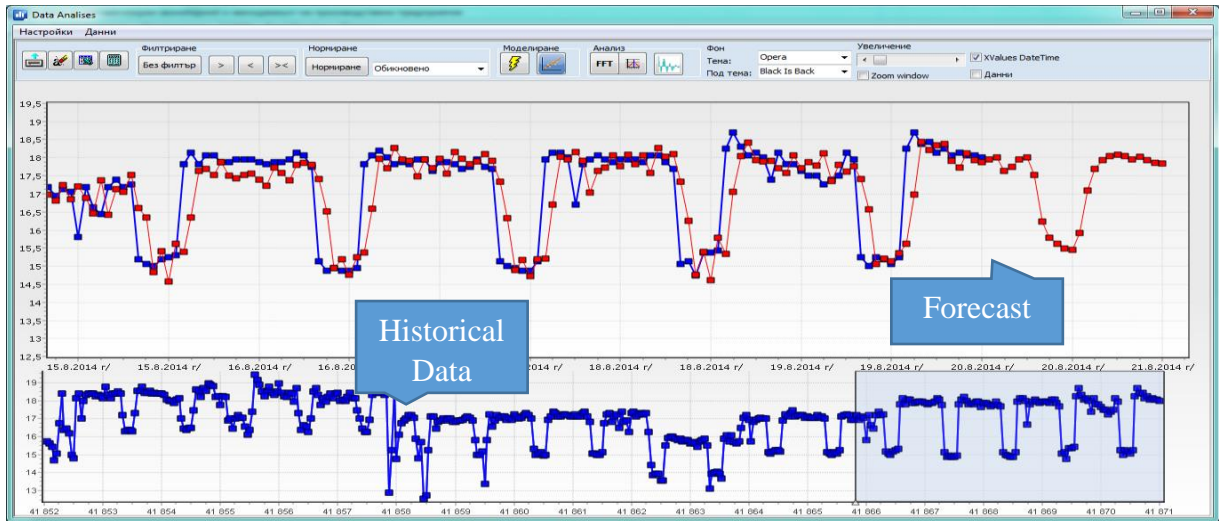 Data Analises
Настройки Данни
Филтриране Нормиране Моделиране Анализ Фон Увеличение
Тема: Opera XValues DateTime
Без филтър > < >< Нормиране Обикновено FFT
Под тема: Black Is Back Zoom window Данни
19,5
19
18,5
18
17,5
17
16,5
16
15,5
15
14,5
14
13,5
13
12,5
Historical
Data
Forecast
15.8.2014 г/ 15.8.2014 г/ 16.8.2014 г/ 16.8 18.8.2014 г/ 18.8.2014 г/ 19.8.2014 г/ 19.8.2014 г/ 20.8.2014 г/ 20.8.2014 г/ 21.8.2014 г/
19
18
17
16
15
14
13
41 852 41 853 41 854 41 855 41 856 41 857 41 858 41 859 41 860 41 861 41 862 41 863 41 864 41 865 41 866 41 867 41 868 41 869 41 870 41 871